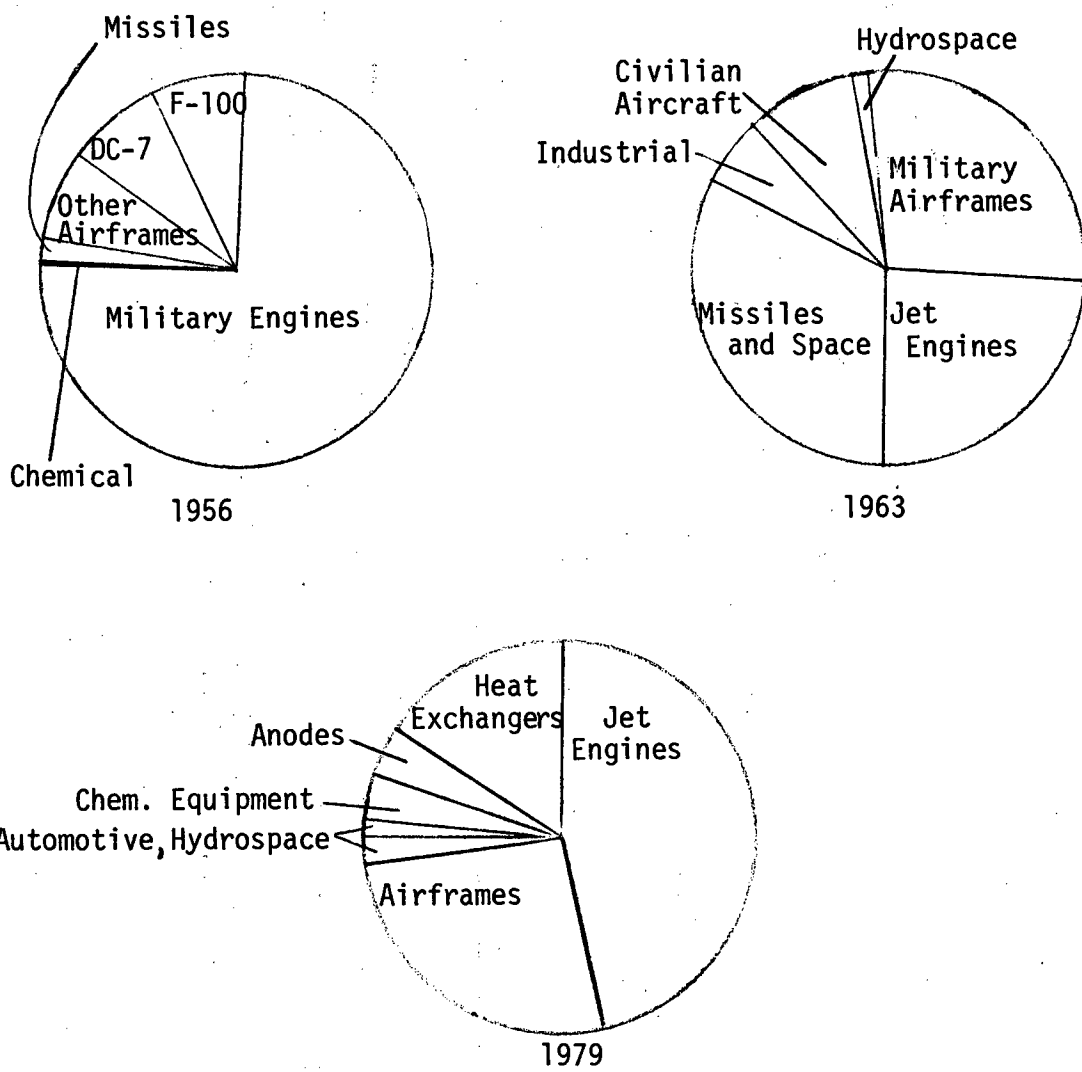 Missiles
F-100
DC-7
Other
Airframes
Military Engines
Chemical
1956
Hydrospace
Civilian
Aircraft
Industrial
Military
Airframes
Missiles
and Space
Jet
Engines
1963
Heat
Exchangers
Jet
Engines
Anodes
Chem. Equipment
Automotive, Hydrospace
Airframes
1979